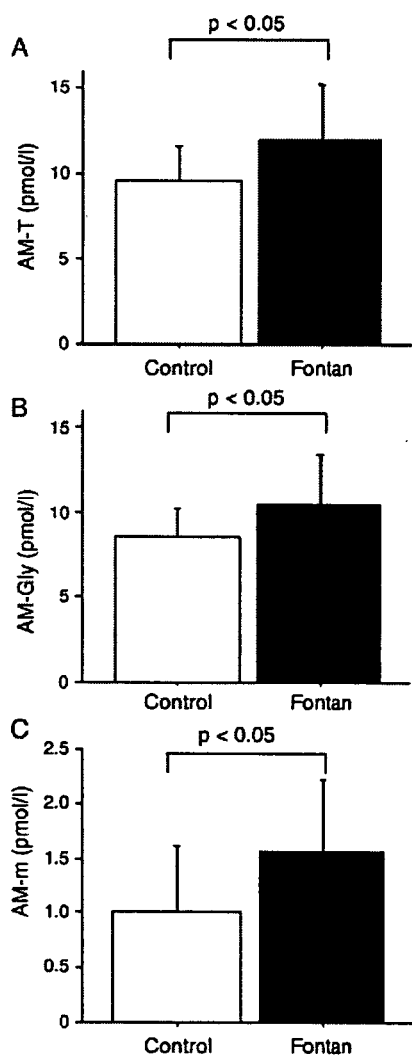 A
p < 0.05
15
10
5
0
AM-T (pmol/l)
Control Fontan
B
p < 0.05
15
10
5
0
AM-Gly (pmol/l)
Control Fontan
C
p < 0.05
2.5
2.0
1.5
1.0
0.5
0
AM-m (pmol/l)
Control Fontan